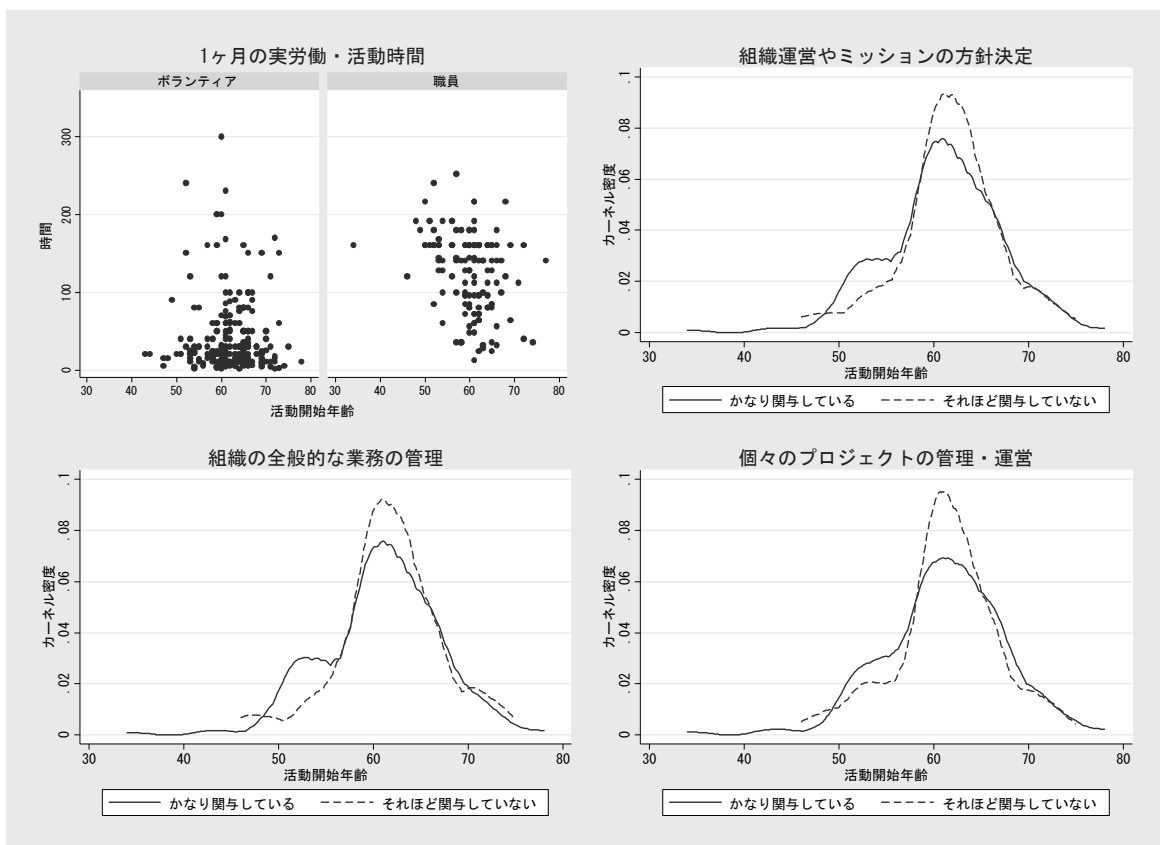 1ヶ月の実労働・活動時間
ボランティア
職員
時間
300
200
100
0
30 40 50 60 70 80
30 40 50 60 70 80
活動開始年齢
組織運営やミッションの方針決定
カーネル密度
.1
.08
.06
.04
.02
0
30 40 50 60 70 80
活動開始年齢
かなり関与している それほど関与していない
組織の全般的な業務の管理
カーネル密度
.1
.08
.06
.04
.02
0
30 40 50 60 70 80
活動開始年齢
かなり関与している それほど関与していない
個々のプロジェクトの管理・運営
カーネル密度
.1
.08
.06
.04
.02
0
30 40 50 60 70 80
活動開始年齢
かなり関与している それほど関与していない